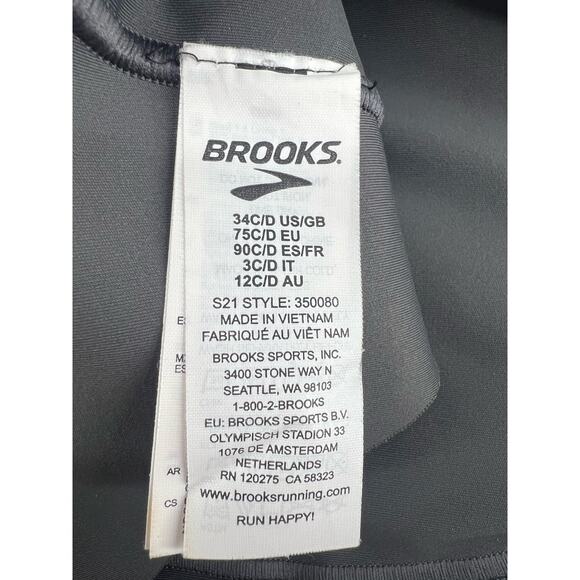 BROOKS
34C/D US/GB
75C/D EU
90C/D ES/FR
3C/D IT
12C/D AU
S21 STYLE: 350080
MADE IN VIETNAM
FABRIQUÉ AU VIÊT NAM
BROOKS SPORTS, INC.
3400 STONE WAY N
SEATTLE, WA 98103
1-800-2-BROOKS
EU: BROOKS SPORTS B.V.
OLYMPISCH STADION 33
1076 DE AMSTERDAM
NETHERLANDS
RN 120275 CA 58323
www.brooksrunning.com
RUN HAPPY!
AR
CS